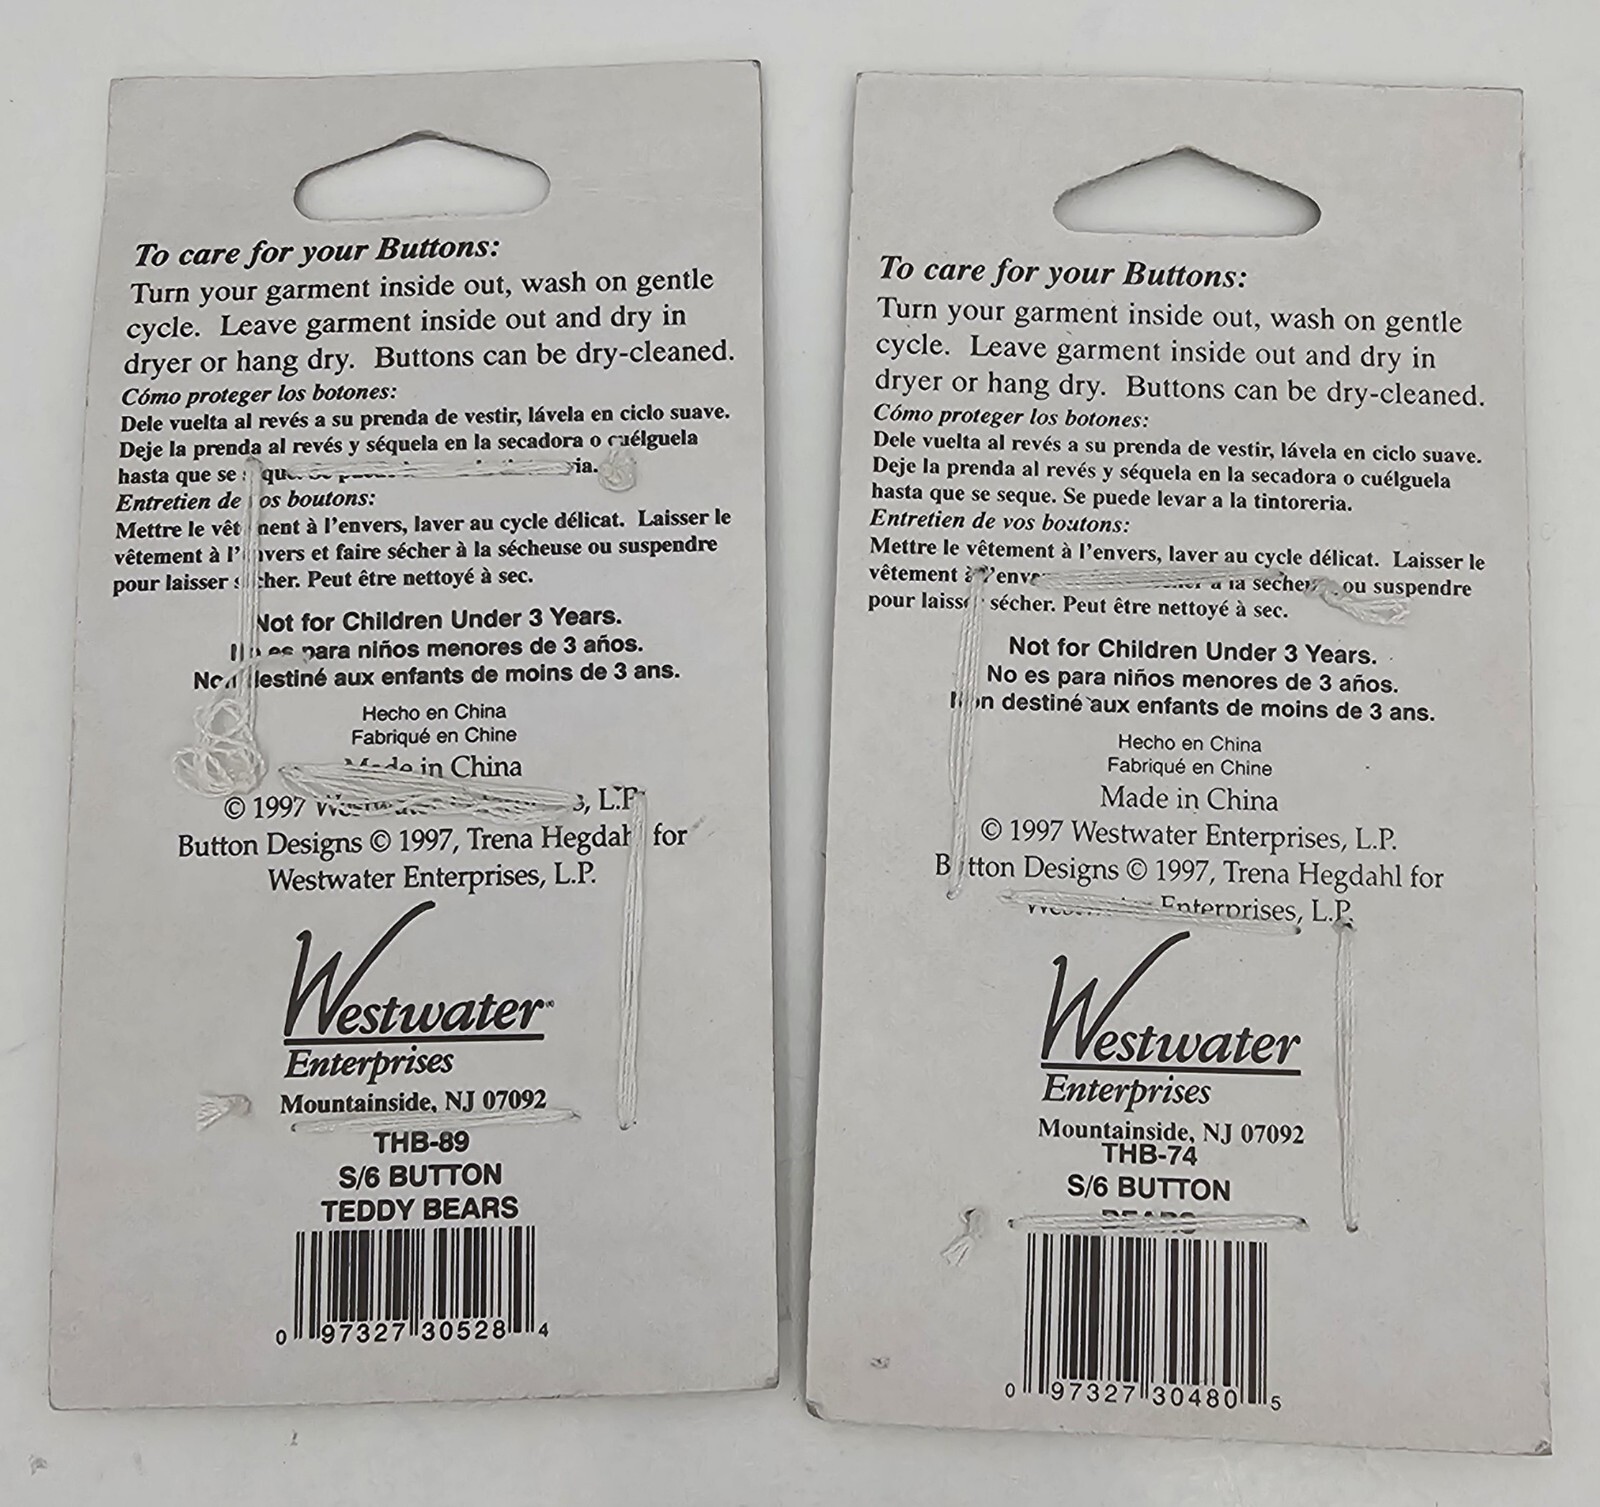 To care for your Buttons:
Turn your garment inside out, wash on gentle
cycle. Leave garment inside out and dry in
dryer or hang dry. Buttons can be dry-cleaned.
Cómo proteger los botones:
Dele vuelta al revés a su prenda de vestir, lávela en ciclo suave.
Deje la prenda al revés y séquela en la secadora o cuélguela
hasta que se
Entretien de vos boutons:
Mettre le vêtement à l'envers, laver au cycle délicat. Laisser le
vêtement à l'envers et faire sécher à la sécheuse ou suspendre
pour laisser sécher. Peut être nettoyé à sec.
Not for Children Under 3 Years.
No es para niños menores de 3 años.
Non destiné aux enfants de moins de 3 ans.
Hecho en China
Fabriqué en Chine
Made in China
© 1997 L.P.
Button Designs © 1997, Trena Hegdahl for
Westwater Enterprises, L.P.
Westwater
Enterprises
Mountainside, NJ 07092
THB-89
S/6 BUTTON
TEDDY BEARS
0 97327 30528 4
To care for your Buttons:
Turn your garment inside out, wash on gentle
cycle. Leave garment inside out and dry in
dryer or hang dry. Buttons can be dry-cleaned.
Cómo proteger los botones:
Dele vuelta al revés a su prenda de vestir, lávela en ciclo suave.
Deje la prenda al revés y séquela en la secadora o cuélguela
hasta que se seque. Se puede levar a la tintoreria.
Entretien de vos boutons:
Mettre le vêtement à l'envers, laver au cycle délicat. Laisser le
vêtement à l'envers à la sécheuse ou suspendre
pour laisser sécher. Peut être nettoyé à sec.
Not for Children Under 3 Years.
No es para niños menores de 3 años.
Non destiné aux enfants de moins de 3 ans.
Hecho en China
Fabriqué en Chine
Made in China
© 1997 Westwater Enterprises, L.P.
Button Designs © 1997, Trena Hegdahl for
Enterprises, L.P.
Westwater
Enterprises
Mountainside, NJ 07092
THB-74
S/6 BUTTON
BEARS
0 97327 30480 5